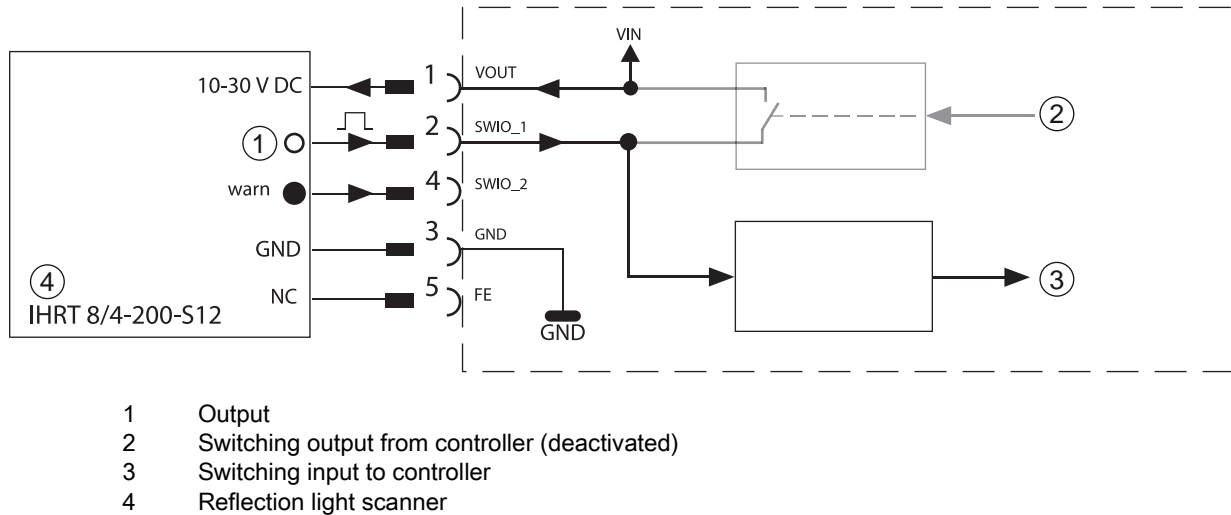 VIN
10-30 V DC 1 VOUT
2
1 2 SWIO_1
warn 4 SWIO_2
GND 3 GND
4
NC 5 FE
3
IHRT 8/4-200-S12
GND
1 Output
2 Switching output from controller (deactivated)
3 Switching input to controller
4 Reflection light scanner